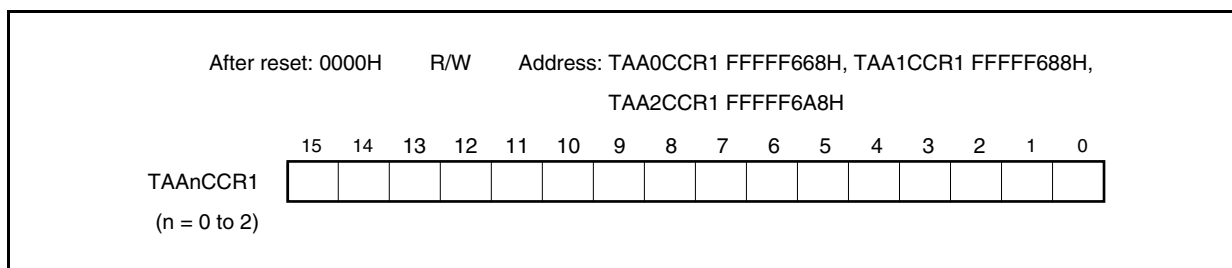 After reset: 0000H R/W Address: TAA0CCR1 FFFFF668H, TAA1CCR1 FFFFF688H,
TAA2CCR1 FFFFF6A8H
15 14 13 12 11 10 9 8 7 6 5 4 3 2 1 0
TAAnCCR1
(n = 0 to 2)